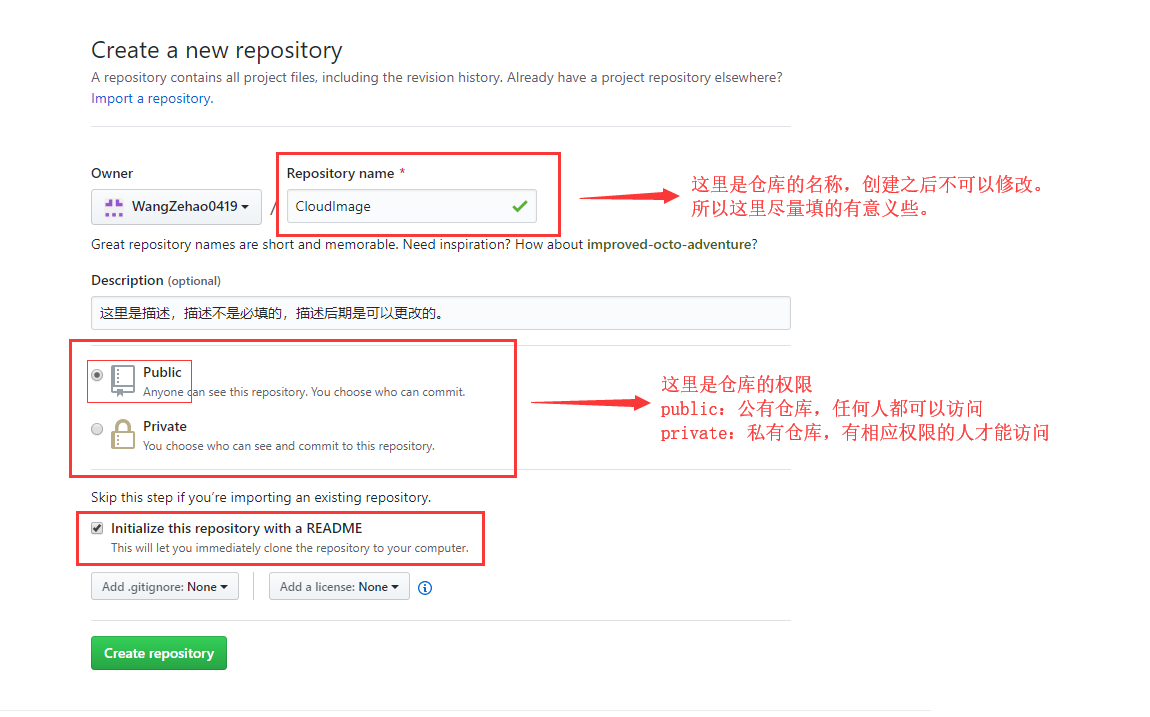 Create a new repository
A repository contains all project files, including the revision history. Already have a project repository elsewhere?
Import a repository.
Owner
Repository name *
WangZehao0419
/
CloudImage
这里是仓库的名称，创建之后不可以修改。
所以这里尽量填的有意义些。
Great repository names are short and memorable. Need inspiration? How about improved-octo-adventure?
Description (optional)
这里是描述，描述不是必填的，描述后期是可以更改的。
Public
Anyone can see this repository. You choose who can commit.
Private
You choose who can see and commit to this repository.
这里是仓库的权限
public：公有仓库，任何人都可以访问
private：私有仓库，有相应权限的人才能访问
Skip this step if you’re importing an existing repository.
Initialize this repository with a README
This will let you immediately clone the repository to your computer.
Add .gitignore: None
Add a license: None
Create repository